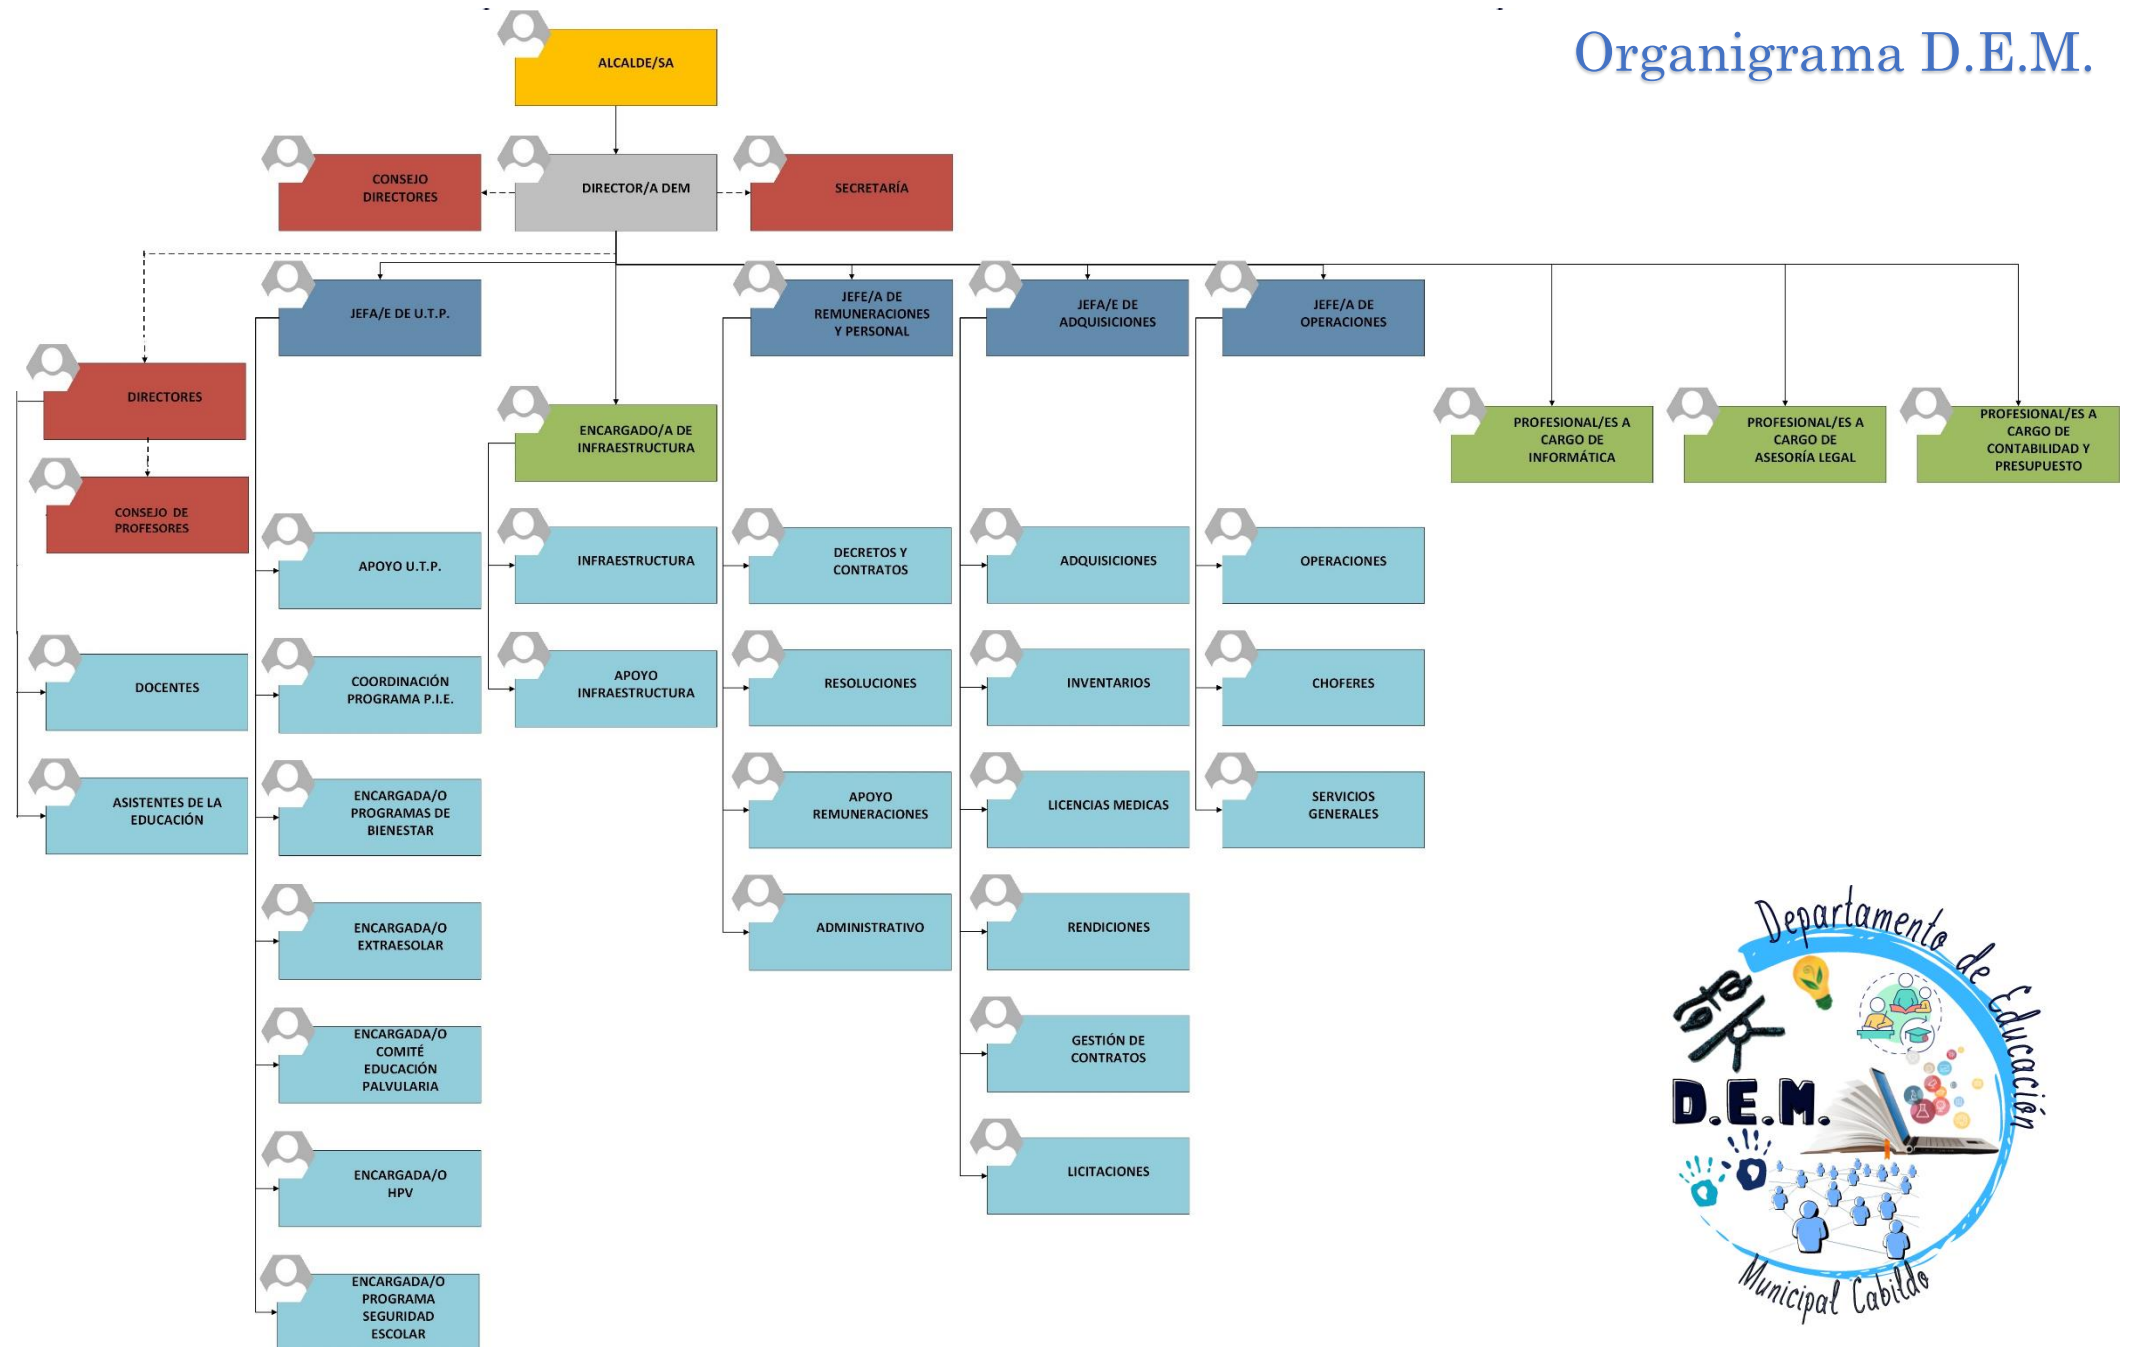 Organigrama D.E.M.
ALCALDE/SA
CONSEJO
DIRECTORES
DIRECTOR/A DEM
SECRETARÍA
JEFA/E DE U.T.P.
JEFE/A DE
REMUNERACIONES
Y PERSONAL
JEFA/E DE
ADQUISICIONES
JEFE/A DE
OPERACIONES
DIRECTORES
ENCARGADO/A DE
INFRAESTRUCTURA
PROFESIONAL/ES A
CARGO DE
INFORMÁTICA
PROFESIONAL/ES A
CARGO DE
ASESORÍA LEGAL
PROFESIONAL/ES A
CARGO DE
CONTABILIDAD Y
PRESUPUESTO
CONSEJO DE
PROFESORES
APOYO U.T.P.
INFRAESTRUCTURA
DECRETOS Y
CONTRATOS
ADQUISICIONES
OPERACIONES
DOCENTES
COORDINACIÓN
PROGRAMA P.I.E.
APOYO
INFRAESTRUCTURA
RESOLUCIONES
INVENTARIOS
CHOFERES
ASISTENTES DE LA
EDUCACIÓN
ENCARGADA/O
PROGRAMAS DE
BIENESTAR
APOYO
REMUNERACIONES
LICENCIAS MEDICAS
SERVICIOS
GENERALES
ENCARGADA/O
EXTRAESOLAR
ADMINISTRATIVO
RENDICIONES
ENCARGADA/O
COMITÉ
EDUCACIÓN
PALVULARIA
GESTIÓN DE
CONTRATOS
ENCARGADA/O
HPV
LICITACIONES
ENCARGADA/O
PROGRAMA
SEGURIDAD
ESCOLAR
Departamento de Educación
D.E.M.
Municipal Cabildo